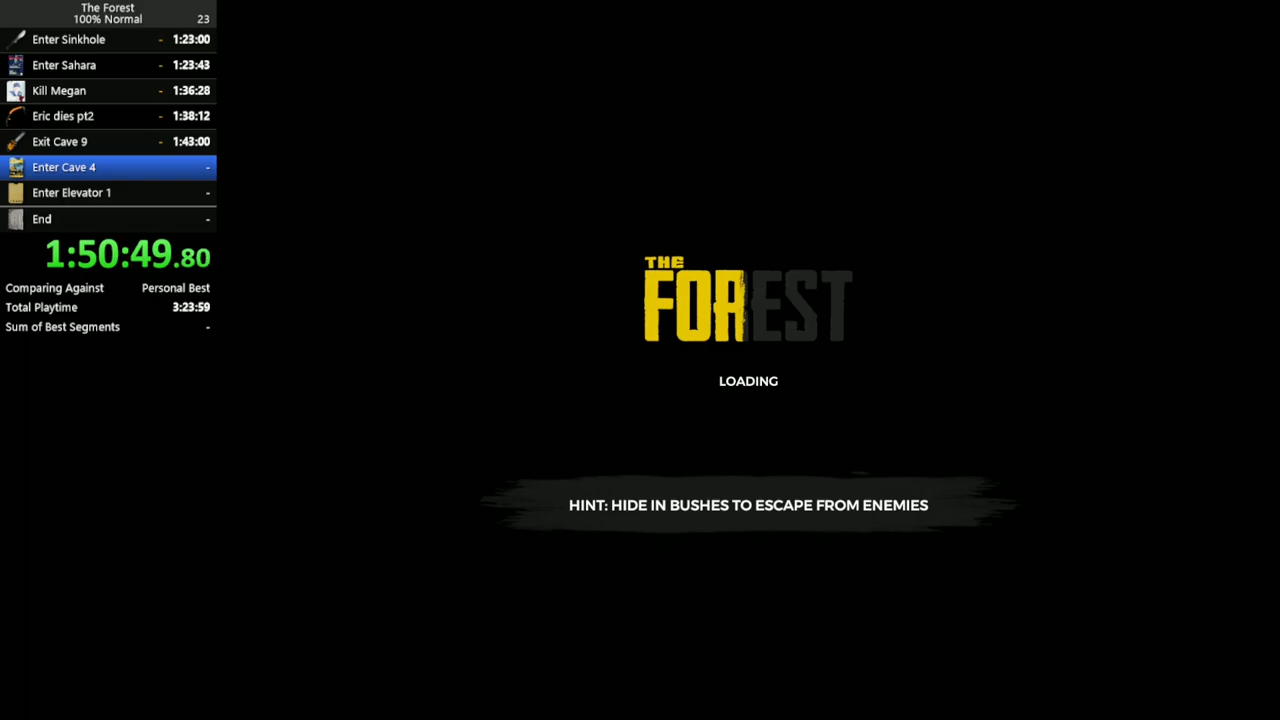 The Forest
100% Normal 23
Enter Sinkhole - 1:23:00
Enter Sahara - 1:23:43
Kill Megan - 1:36:28
Eric dies pt2 - 1:38:12
Exit Cave 9 - 1:43:00
Enter Cave 4 -
Enter Elevator 1 -
End -
1:50:49.80
Comparing Against Personal Best
Total Playtime 3:23:59
Sum of Best Segments -
THE
FOREST
LOADING
HINT: HIDE IN BUSHES TO ESCAPE FROM ENEMIES